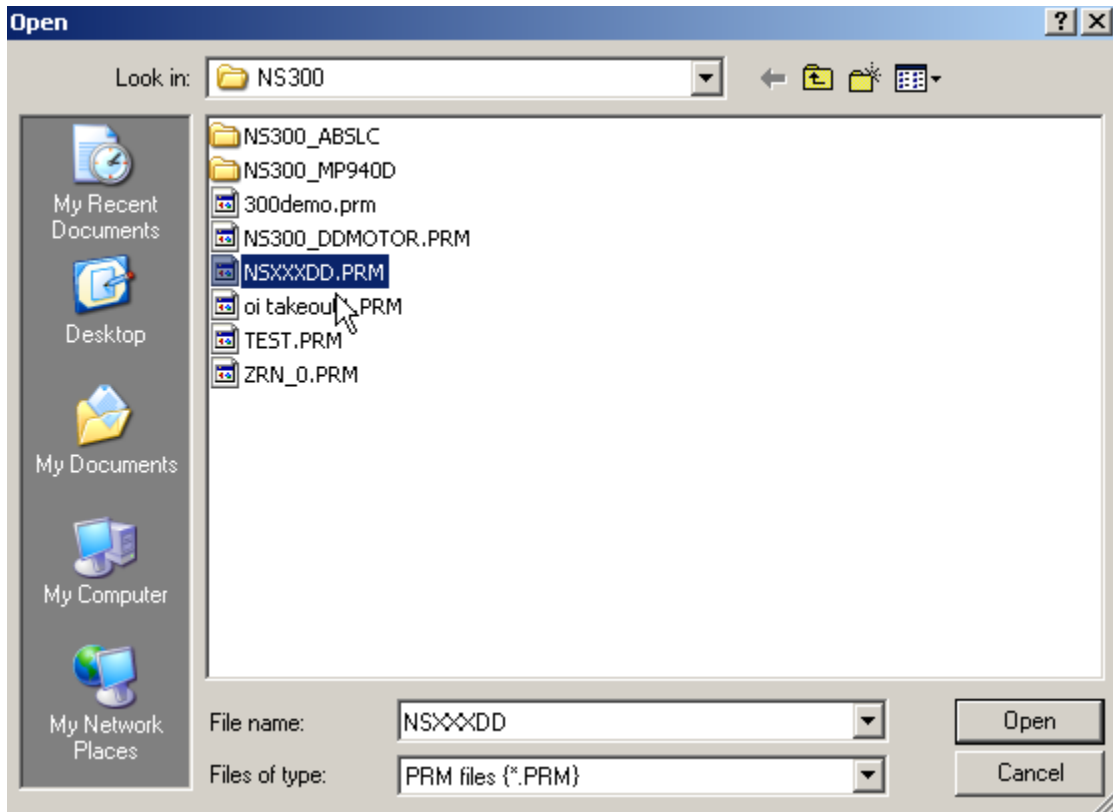 Open
Look in:
NS300
My Recent
Documents
Desktop
My Documents
My Computer
My Network
Places
NS300_ABSLC
NS300_MP940D
300demo.prm
NS300_DDMOTOR.PRM
NSXXXDD.PRM
oi takeou .PRM
TEST.PRM
ZRN_0.PRM
File name:
NSXXXDD
Open
Files of type:
PRM files {*.PRM}
Cancel